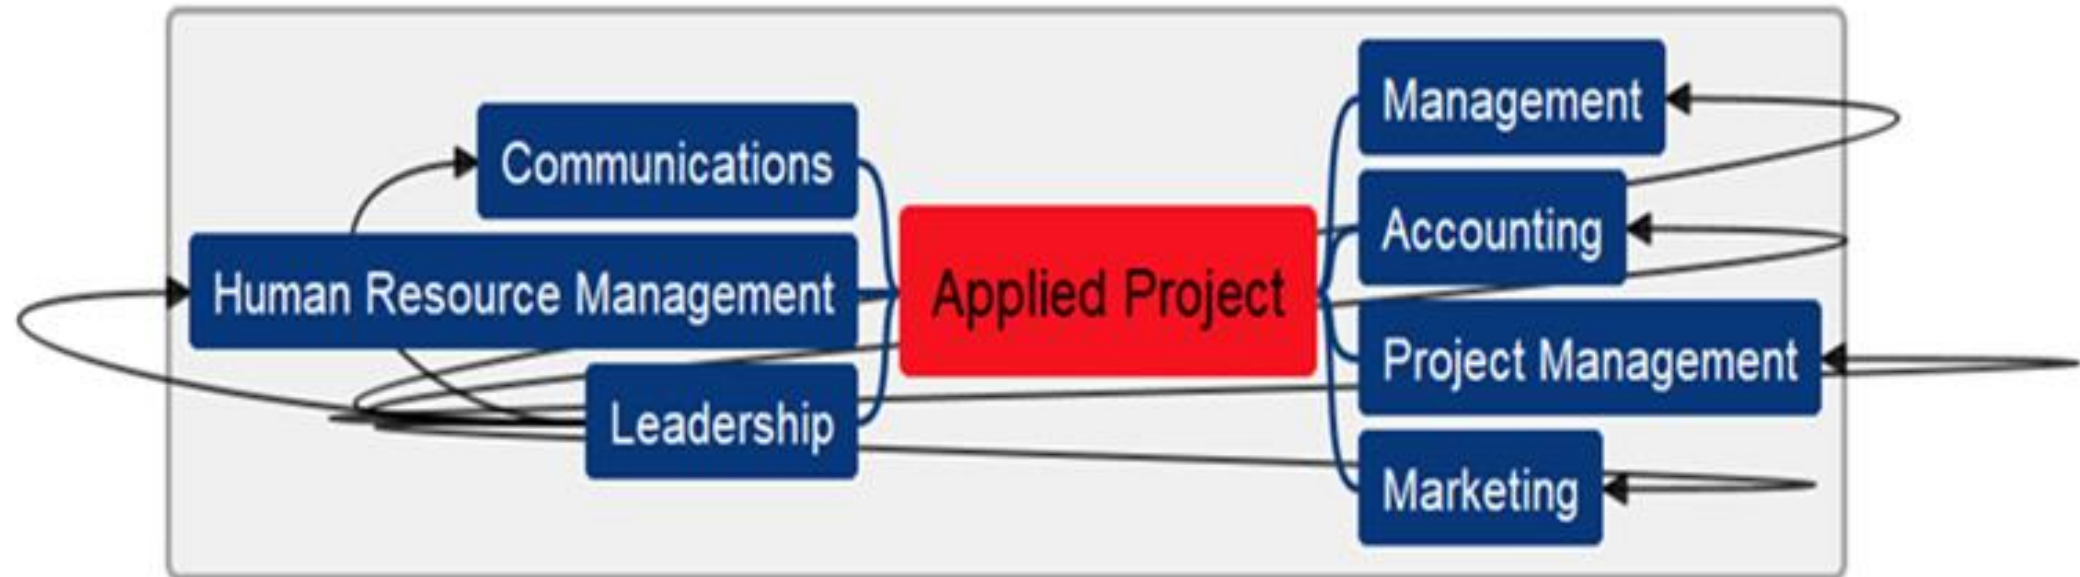 Communications
Human Resource Management
Leadership
Applied Project
Management
Accounting
Project Management
Marketing